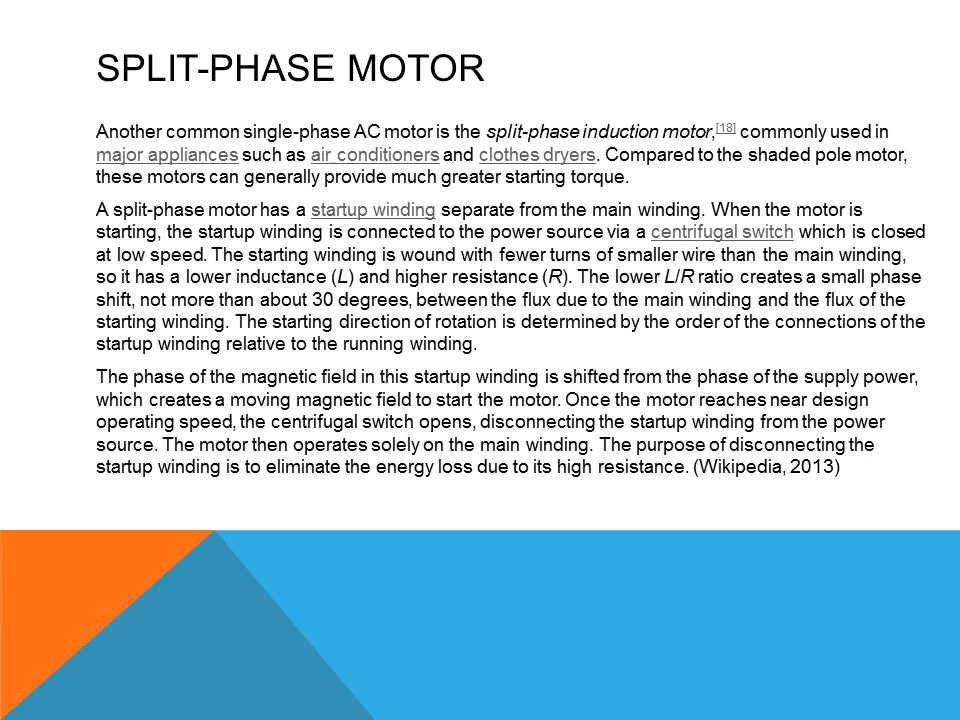 SPLIT-PHASE MOTOR
Another common single-phase AC motor is the split-phase induction motor,[18] commonly used in
major appliances such as air conditioners and clothes dryers. Compared to the shaded pole motor,
these motors can generally provide much greater starting torque.
A split-phase motor has a startup winding separate from the main winding. When the motor is
starting, the startup winding is connected to the power source via a centrifugal switch which is closed
at low speed. The starting winding is wound with fewer turns of smaller wire than the main winding,
so it has a lower inductance (L) and higher resistance (R). The lower L/R ratio creates a small phase
shift, not more than about 30 degrees, between the flux due to the main winding and the flux of the
starting winding. The starting direction of rotation is determined by the order of the connections of the
startup winding relative to the running winding.
The phase of the magnetic field in this startup winding is shifted from the phase of the supply power,
which creates a moving magnetic field to start the motor. Once the motor reaches near design
operating speed, the centrifugal switch opens, disconnecting the startup winding from the power
source. The motor then operates solely on the main winding. The purpose of disconnecting the
startup winding is to eliminate the energy loss due to its high resistance. (Wikipedia, 2013)